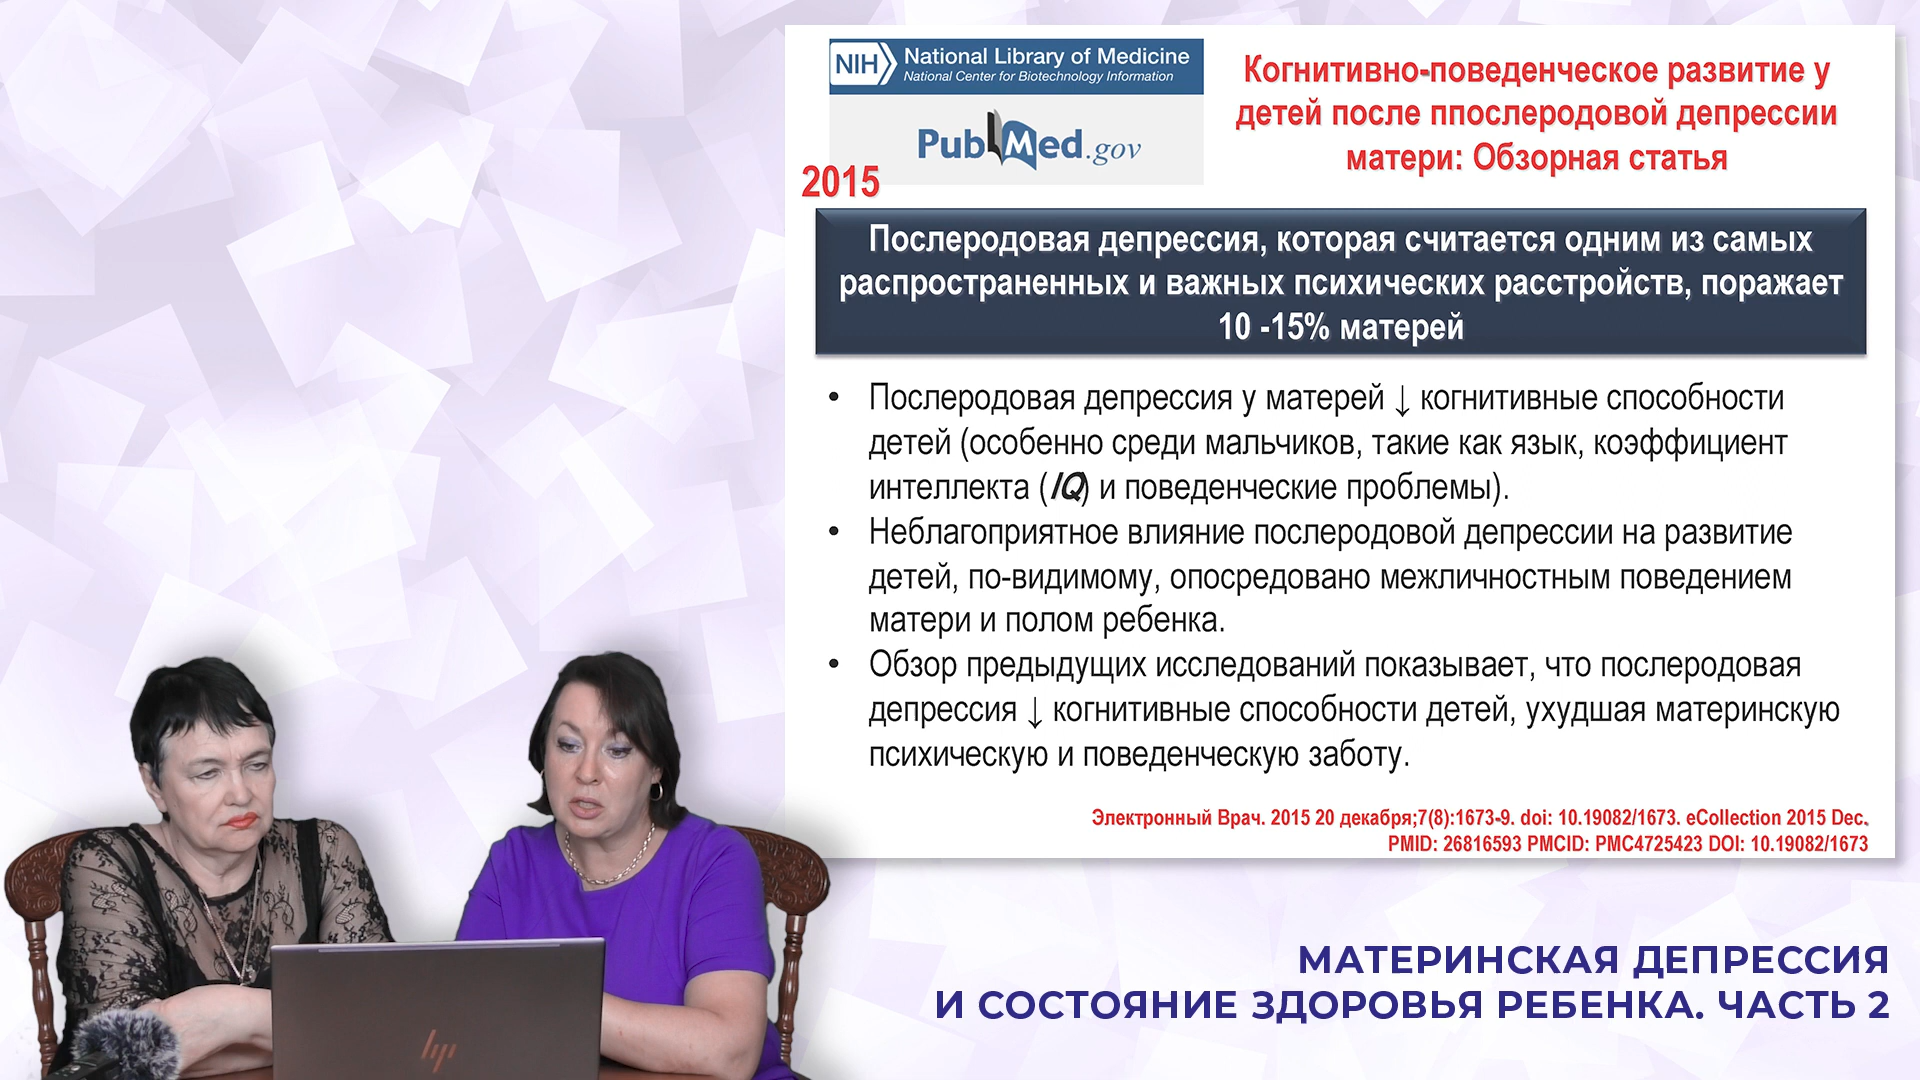 NIH National Library of Medicine
National Center for Biotechnology Information
PubMed.gov
2015
Когнитивно-поведенческое развитие у
детей после ппослеродовой депрессии
матери: Обзорная статья
Послеродовая депрессия, которая считается одним из самых
распространенных и важных психических расстройств, поражает
10 -15% матерей
• Послеродовая депрессия у матерей ↓ когнитивные способности
детей (особенно среди мальчиков, такие как язык, коэффициент
интеллекта (IQ) и поведенческие проблемы).
• Неблагоприятное влияние послеродовой депрессии на развитие
детей, по-видимому, опосредовано межличностным поведением
матери и полом ребенка.
• Обзор предыдущих исследований показывает, что послеродовая
депрессия ↓ когнитивные способности детей, ухудшая материнскую
психическую и поведенческую заботу.
Электронный Врач. 2015 20 декабря;7(8):1673-9. doi: 10.19082/1673. eCollection 2015 Dec.
PMID: 26816593 PMCID: PMC4725423 DOI: 10.19082/1673
hp
МАТЕРИНСКАЯ ДЕПРЕССИЯ
И СОСТОЯНИЕ ЗДОРОВЬЯ РЕБЕНКА. ЧАСТЬ 2